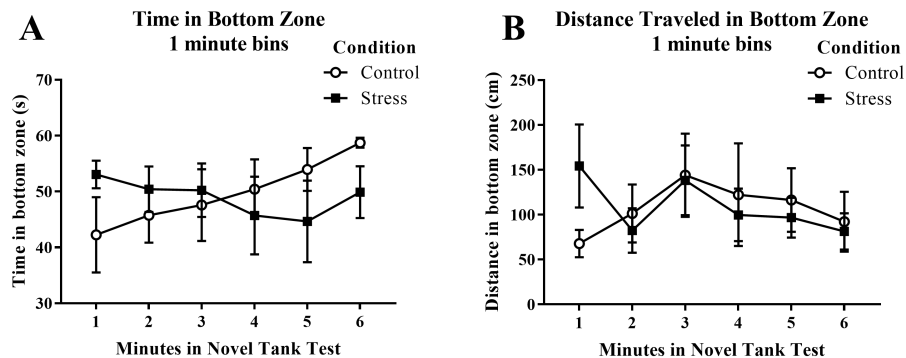 A
Time in Bottom Zone
1 minute bins
Condition
Control
Stress
Time in bottom zone (s)
70
60
50
40
30
1 2 3 4 5 6
Minutes in Novel Tank Test
B
Distance Traveled in Bottom Zone
1 minute bins
Condition
Control
Stress
Distance in bottom zone (cm)
250
200
150
100
50
0
1 2 3 4 5 6
Minutes in Novel Tank Test